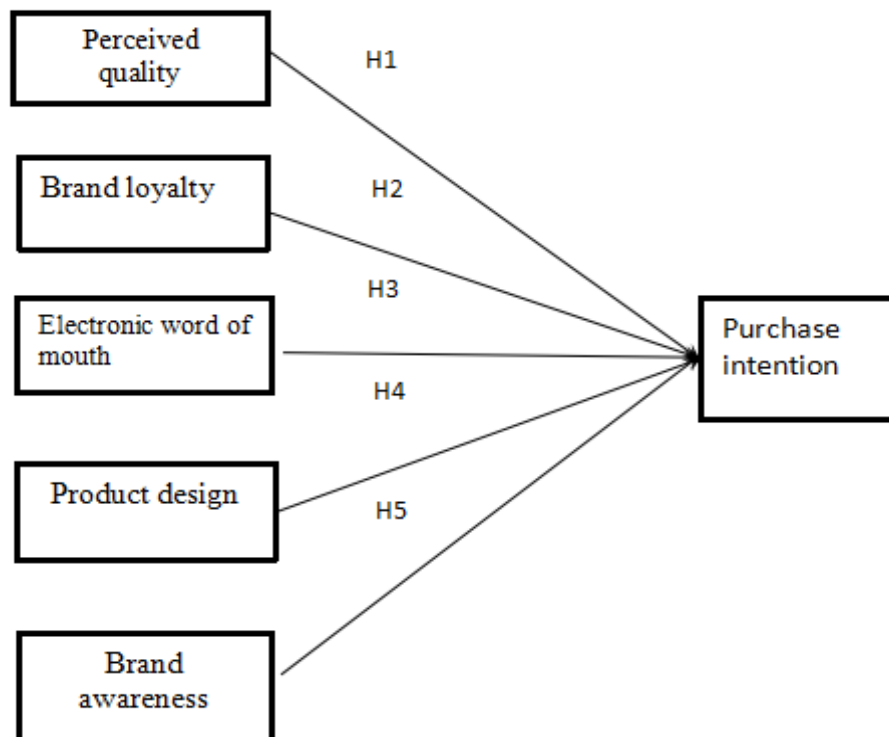 Perceived
quality
H1
Brand loyalty
H2
H3
Electronic word of
mouth
Purchase
intention
H4
Product design
H5
Brand
awareness